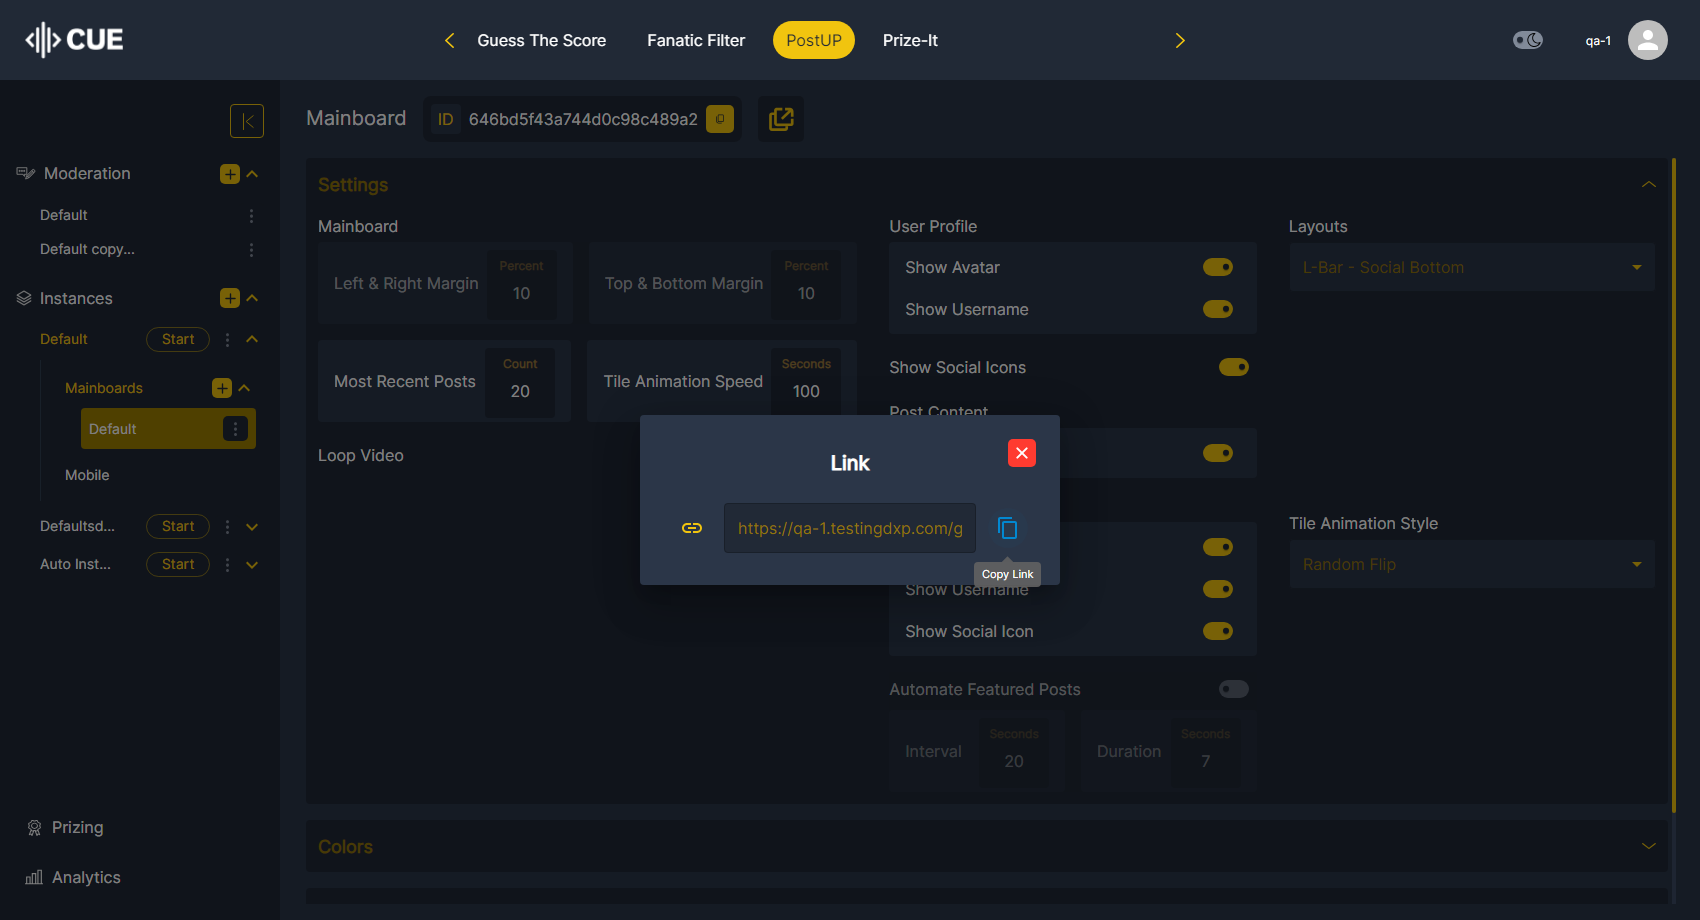 CUE
Guess The Score
Fanatic Filter
PostUP
Prize-It
qa-1
Mainboard
ID
646bd5f43a744d0c98c489a2
Moderation
Default
Default copy...
Instances
Default
Start
Mainboards
Default
Mobile
Defaultsd...
Start
Auto Inst...
Start
Prizing
Analytics
Settings
Mainboard
Left & Right Margin
Percent
10
Top & Bottom Margin
Percent
10
Most Recent Posts
Count
20
Tile Animation Speed
Seconds
100
Loop Video
User Profile
Show Avatar
Show Username
Show Social Icons
Post Content
Show Username
Show Social Icon
Automate Featured Posts
Interval
Seconds
20
Duration
Seconds
7
Layouts
L-Bar - Social Bottom
Tile Animation Style
Random Flip
Link
https://qa-1.testingdxp.com/g
Copy Link
Colors